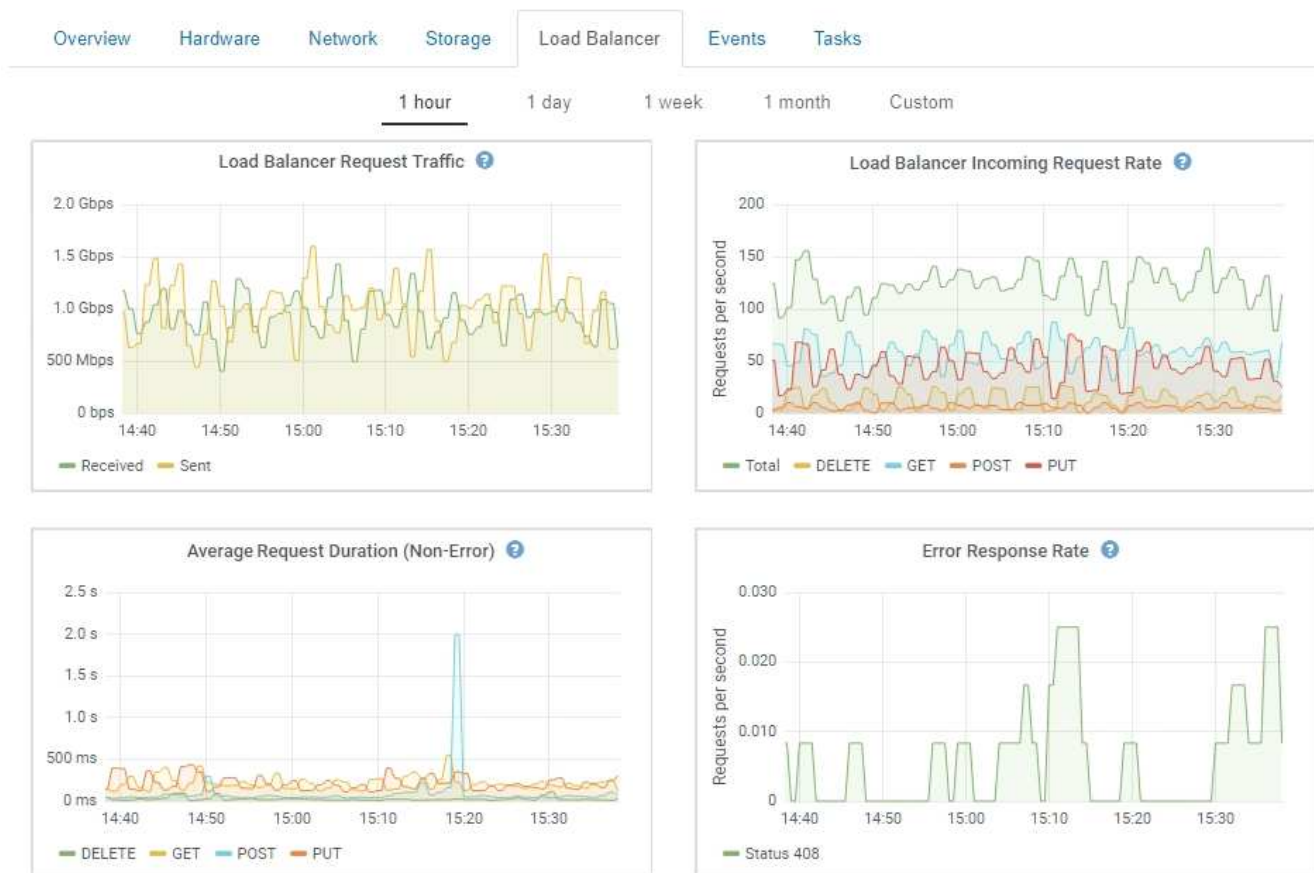 Overview Hardware Network Storage Load Balancer Events Tasks
1 hour 1 day 1 week 1 month Custom
Load Balancer Request Traffic ?
2.0 Gbps
1.5 Gbps
1.0 Gbps
500 Mbps
0 bps
14:40 14:50 15:00 15:10 15:20 15:30
Received Sent
Load Balancer Incoming Request Rate ?
Requests per second
200
150
100
50
0
14:40 14:50 15:00 15:10 15:20 15:30
Total DELETE GET POST PUT
Average Request Duration (Non-Error) ?
2.5 s
2.0 s
1.5 s
1.0 s
500 ms
0 ms
14:40 14:50 15:00 15:10 15:20 15:30
DELETE GET POST PUT
Error Response Rate ?
Requests per second
0.030
0.020
0.010
0
14:40 14:50 15:00 15:10 15:20 15:30
Status 408